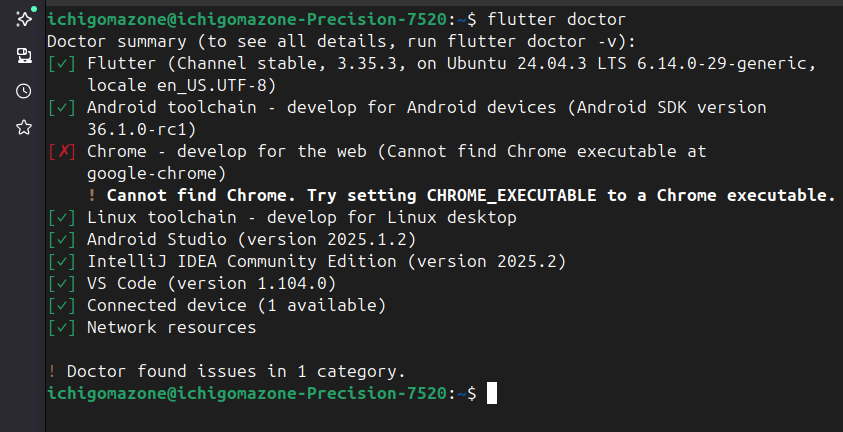 ichigomazone@ichigomazone-Precision-7520:~$ flutter doctor
Doctor summary (to see all details, run flutter doctor -v):
[✓] Flutter (Channel stable, 3.35.3, on Ubuntu 24.04.3 LTS 6.14.0-29-generic,
locale en_US.UTF-8)
[✓] Android toolchain - develop for Android devices (Android SDK version
36.1.0-rc1)
[✗] Chrome - develop for the web (Cannot find Chrome executable at
google-chrome)
! Cannot find Chrome. Try setting CHROME_EXECUTABLE to a Chrome executable.
[✓] Linux toolchain - develop for Linux desktop
[✓] Android Studio (version 2025.1.2)
[✓] IntelliJ IDEA Community Edition (version 2025.2)
[✓] VS Code (version 1.104.0)
[✓] Connected device (1 available)
[✓] Network resources
! Doctor found issues in 1 category.
ichigomazone@ichigomazone-Precision-7520:~$